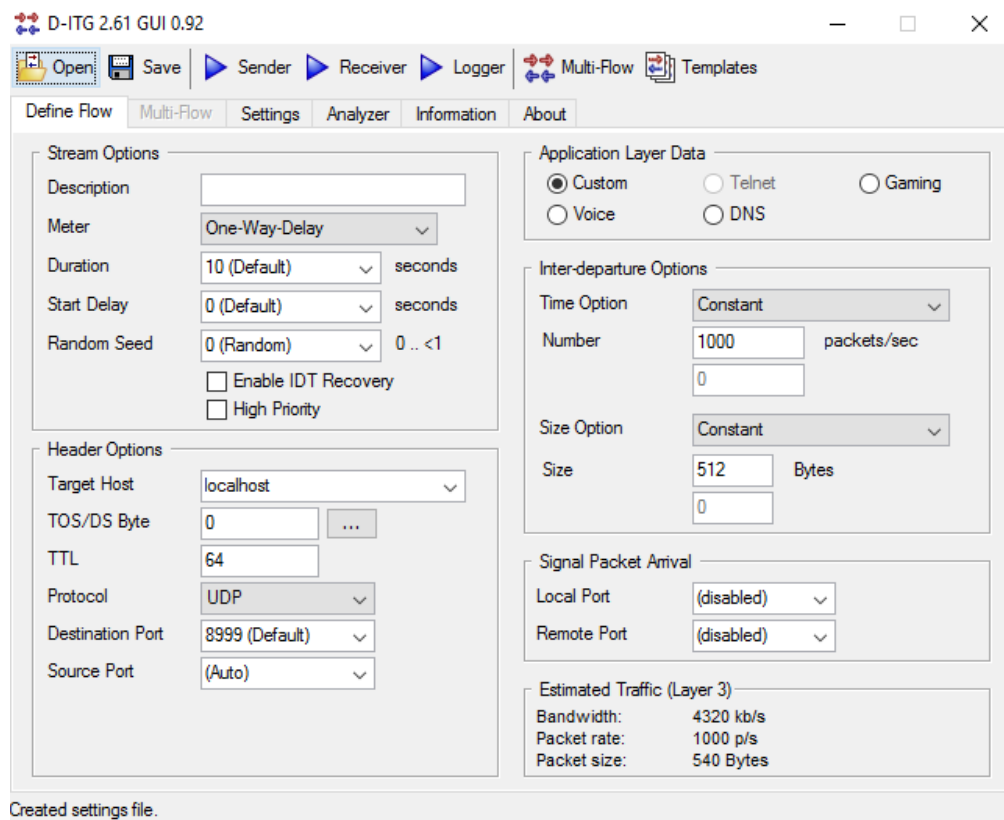 D-ITG 2.61 GUI 0.92
Open Save Sender Receiver Logger Multi-Flow Templates
Define Flow Multi-Flow Settings Analyzer Information About
Stream Options
Description
Meter One-Way-Delay
Duration 10 (Default) seconds
Start Delay 0 (Default) seconds
Random Seed 0 (Random) 0 .. <1
Enable IDT Recovery
High Priority
Header Options
Target Host localhost
TOS/DS Byte 0 ...
TTL 64
Protocol UDP
Destination Port 8999 (Default)
Source Port (Auto)
Application Layer Data
Custom Telnet Gaming
Voice DNS
Inter-departure Options
Time Option Constant
Number 1000 packets/sec
0
Size Option Constant
Size 512 Bytes
0
Signal Packet Arrival
Local Port (disabled)
Remote Port (disabled)
Estimated Traffic (Layer 3)
Bandwidth: 4320 kb/s
Packet rate: 1000 p/s
Packet size: 540 Bytes
Created settings file.